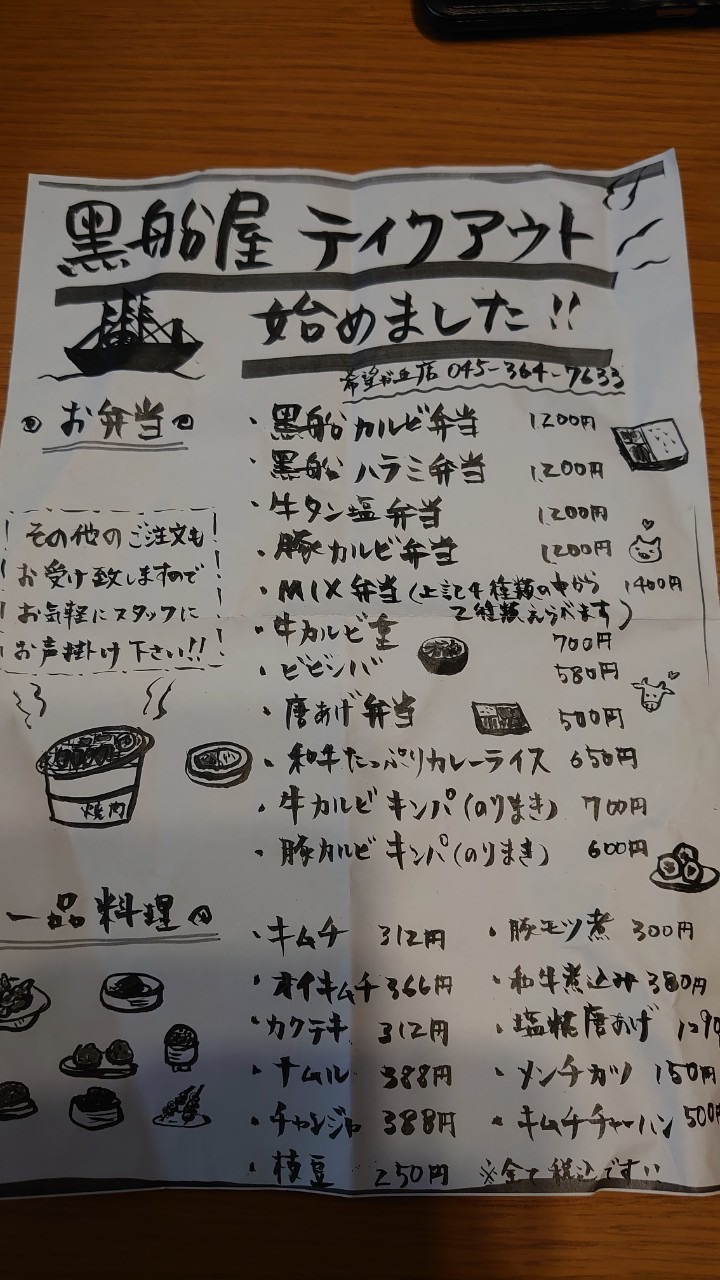 黒船屋 テイクアウト
始めました!!
希望が丘店 045-364-7633
お弁当
・黒船カルビ弁当 1,200円
・黒船ハラミ弁当 1,200円
・牛タン塩弁当 1,200円
・豚カルビ弁当 1,200円
・MIX弁当(上記4種類の中から 1400円
2種類えらべます)
・牛カルビ重 700円
・ビビンバ 580円
・唐あげ弁当 500円
・和牛たっぷりカレーライス 650円
・牛カルビキンパ(のりまき) 700円
・豚カルビキンパ(のりまき) 600円
その他のご注文も
お受け致しますので
お気軽にスタッフに
お声掛け下さい!!
焼肉
一品料理
・キムチ 312円
・オイキムチ 366円
・カクテキ 312円
・ナムル 388円
・チャンジャ 388円
・枝豆 250円
・豚モツ煮 300円
・和牛煮込み 380円
・塩糀唐あげ
・メンチカツ 150円
・キムチチャーハン 500円
※全て税込ですい